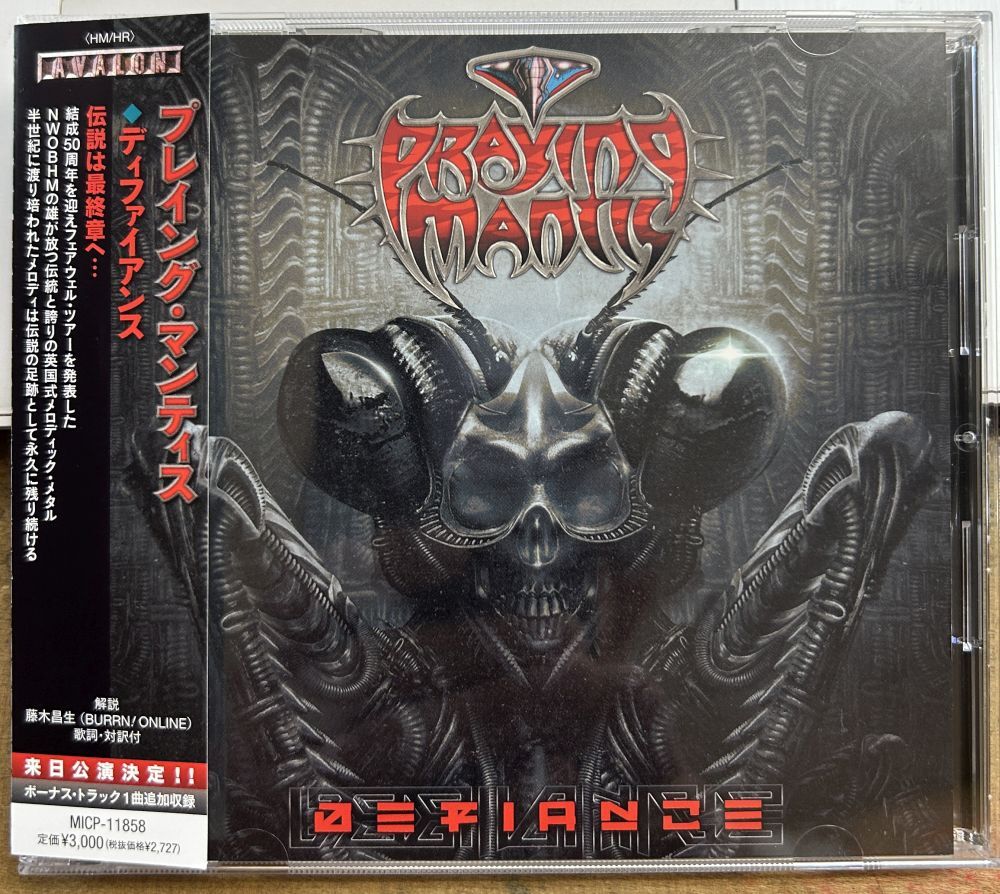 〈HM/HR〉
AVALON
プレイング・マンティス
◆ディファイアンス
伝説は最終章へ…
結成50周年を迎えフェアウェル・ツアーを発表した
NWOBHMの雄が放つ伝統と誇りの英国式メロディック・メタル
半世紀に渡り培われたメロディは伝説の足跡として永久に残り続ける
解説
藤木昌生（BURRN! ONLINE）
歌詞・対訳付
来日公演決定!!
ボーナス・トラック1曲追加収録
MICP-11858
定価¥3,000(税抜価格¥2,727)
PRAYING
MANTIS
DEFIANCE